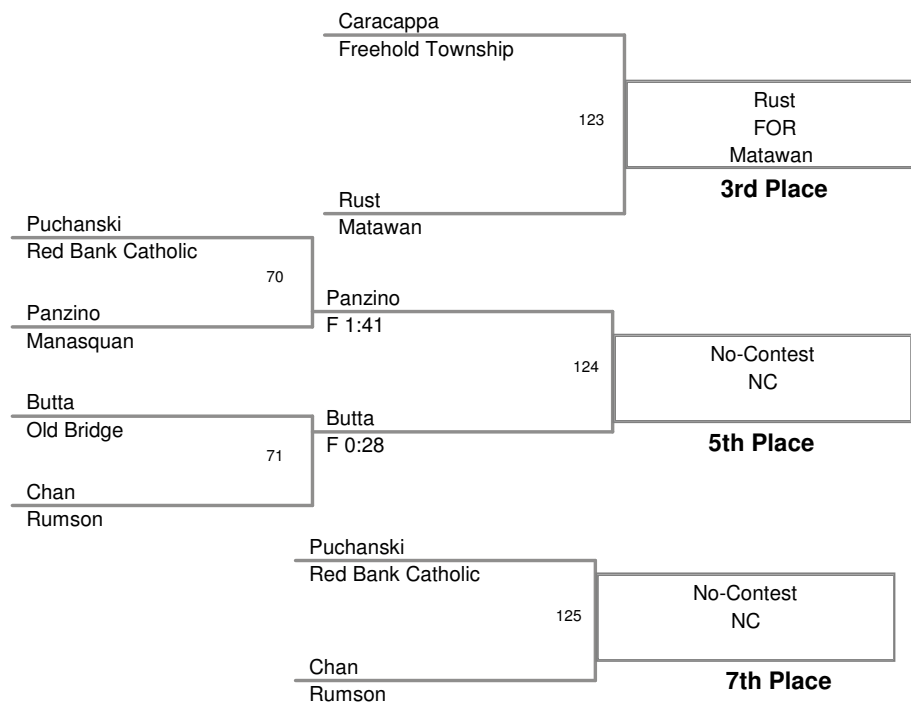 Caracappa
Freehold Township
123
Rust
FOR
Matawan
3rd Place
Rust
Matawan
Puchanski
Red Bank Catholic
70
Panzino
Manasquan
Panzino
F 1:41
124
No-Contest
NC
5th Place
Butta
Old Bridge
Butta
F 0:28
71
Chan
Rumson
Puchanski
Red Bank Catholic
125
No-Contest
NC
7th Place
Chan
Rumson